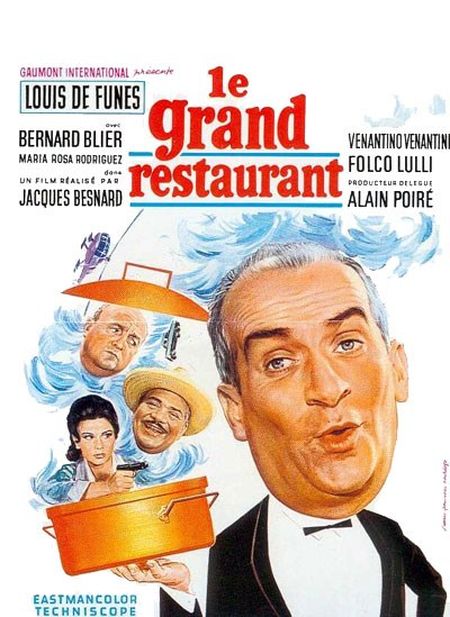 GAUMONT INTERNATIONAL présente
LOUIS DE FUNES
le
grand
restaurant
avec
BERNARD BLIER
MARIA ROSA RODRIGUEZ
dans
UN FILM RÉALISÉ PAR
JACQUES BESNARD
VENANTINO VENANTINI
FOLCO LULLI
PRODUCTEUR DELEGUE
ALAIN POIRÉ
EASTMANCOLOR
TECHNISCOPE